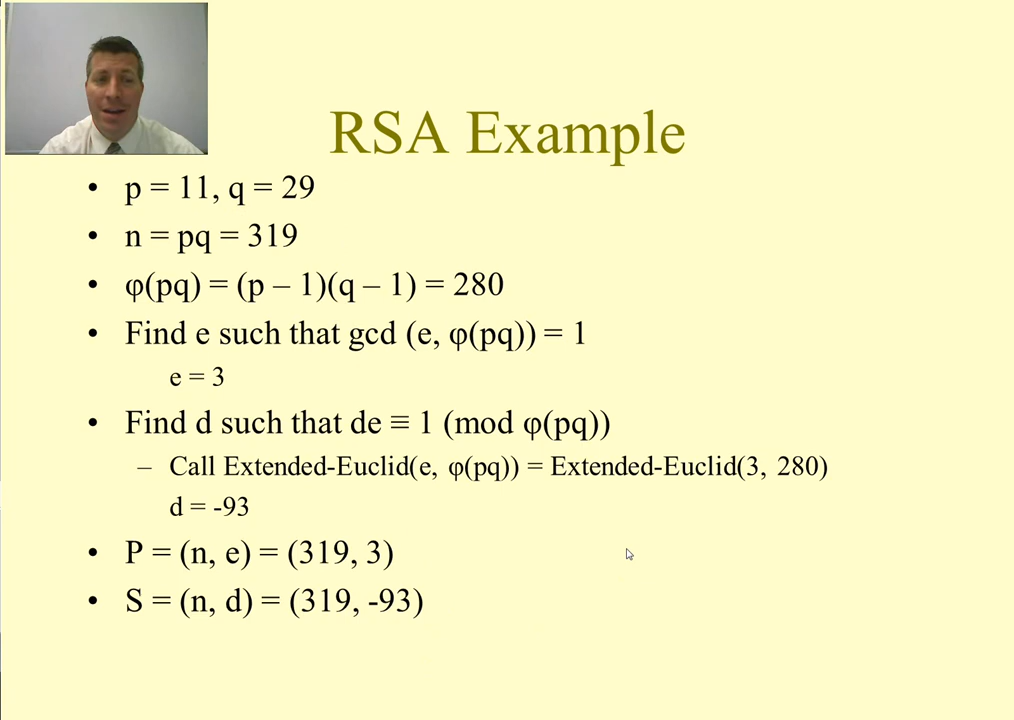 RSA Example
• p = 11, q = 29
• n = pq = 319
• φ(pq) = (p – 1)(q – 1) = 280
• Find e such that gcd (e, φ(pq)) = 1
e = 3
• Find d such that de ≡ 1 (mod φ(pq))
– Call Extended-Euclid(e, φ(pq)) = Extended-Euclid(3, 280)
d = -93
• P = (n, e) = (319, 3)
• S = (n, d) = (319, -93)